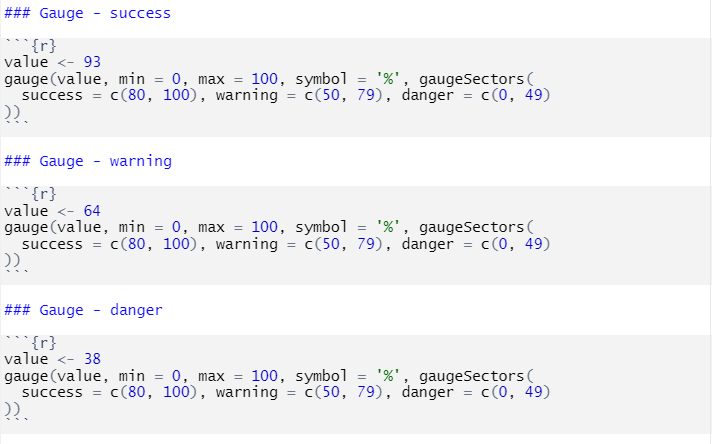 ### Gauge - success
```{r}
value <- 93
gauge(value, min = 0, max = 100, symbol = '%', gaugeSectors(
  success = c(80, 100), warning = c(50, 79), danger = c(0, 49)
))
```
### Gauge - warning
```{r}
value <- 64
gauge(value, min = 0, max = 100, symbol = '%', gaugeSectors(
  success = c(80, 100), warning = c(50, 79), danger = c(0, 49)
))
```
### Gauge - danger
```{r}
value <- 38
gauge(value, min = 0, max = 100, symbol = '%', gaugeSectors(
  success = c(80, 100), warning = c(50, 79), danger = c(0, 49)
))
```